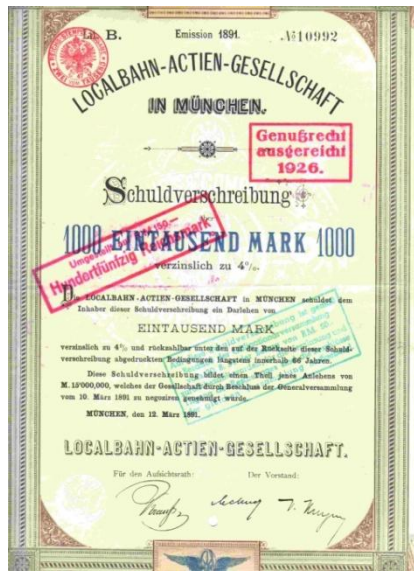 Lit. B.
Emission 1891.
№ 10992
LOCALBAHN-ACTIEN-GESELLSCHAFT
IN MÜNCHEN.
Genußrecht
ausgereicht
1926.
Schuldverschreibung
1000 EINTAUSEND MARK 1000
Hundertfünfzig Reichsmark
verzinslich zu 4%.
Die LOCALBAHN-ACTIEN-GESELLSCHAFT in MÜNCHEN schuldet dem
Inhaber dieser Schuldverschreibung ein Darlehen von
EINTAUSEND MARK
verzinslich zu 4% und rückzahlbar unter den auf der Rückseite dieser Schuld-
verschreibung abgedruckten Bedingungen längstens innerhalb 66 Jahren.
Diese Schuldverschreibung bildet einen Theil jenes Anlehens von
M. 15'000,000, welches der Gesellschaft durch Beschluss der Generalversammlung
vom 10. März 1891 zu negoziren genehmigt wurde.
MÜNCHEN, den 12. März 1891.
LOCALBAHN-ACTIEN-GESELLSCHAFT.
Für den Aufsichtsrath:
Der Vorstand: